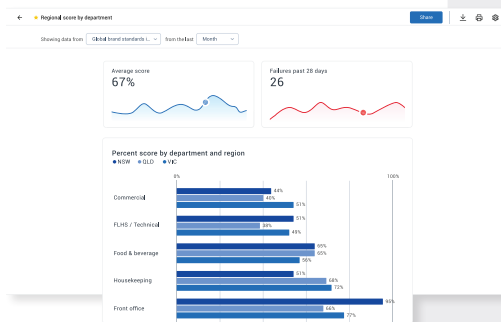 Regional score by department
Share
Showing data from Global brand standards i... from the last Month
Average score
67%
Failures past 28 days
26
Percent score by department and region
NSW QLD VIC
0% 100%
Commercial
44%
40%
51%
FLHS / Technical
51%
38%
49%
Food & beverage
65%
65%
56%
Housekeeping
51%
68%
72%
Front office
95%
66%
77%